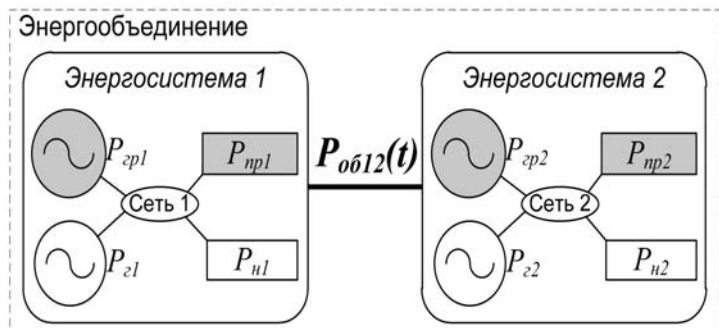 Энергообъединение
Энергосистема 1
Энергосистема 2
Pгр1
Pпр1
Pоб12(t)
Pгр2
Pпр2
Сеть 1
Сеть 2
Pг1
Pн1
Pг2
Pн2